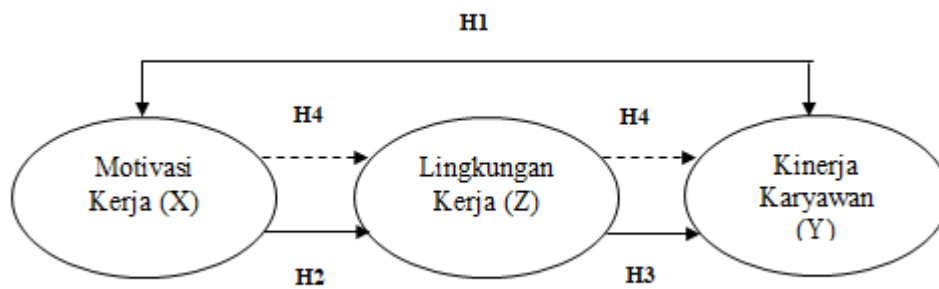 H1
H4
H4
Motivasi
Kerja (X)
Lingkungan
Kerja (Z)
Kinerja
Karyawan
(Y)
H2
H3